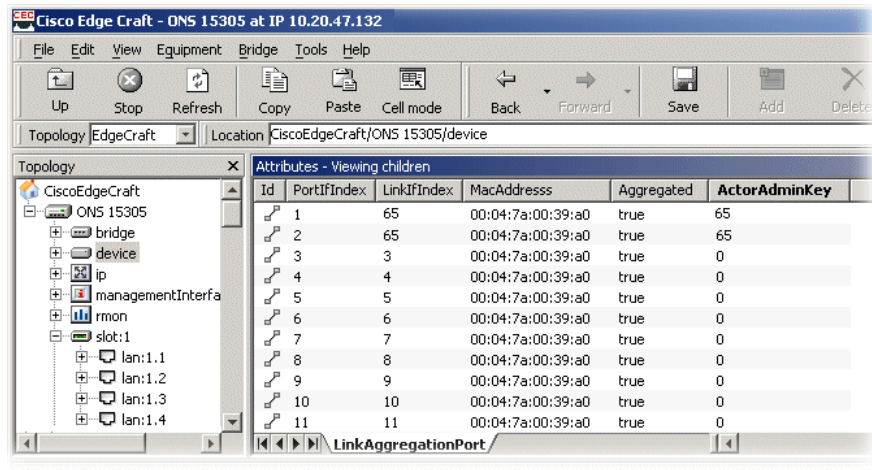 CEC Cisco Edge Craft - ONS 15305 at IP 10.20.47.132
File Edit View Equipment Bridge Tools Help
Up Stop Refresh Copy Paste Cell mode Back Forward Save Add Delete
Topology EdgeCraft Location CiscoEdgeCraft/ONS 15305/device
Topology X
CiscoEdgeCraft
ONS 15305
bridge
device
ip
managementInterfa
rmon
slot:1
lan:1.1
lan:1.2
lan:1.3
lan:1.4
Attributes - Viewing children
Id PortIfIndex LinkIfIndex MacAddresss Aggregated ActorAdminKey
1 65 00:04:7a:00:39:a0 true 65
2 65 00:04:7a:00:39:a0 true 65
3 3 00:04:7a:00:39:a0 true 0
4 4 00:04:7a:00:39:a0 true 0
5 5 00:04:7a:00:39:a0 true 0
6 6 00:04:7a:00:39:a0 true 0
7 7 00:04:7a:00:39:a0 true 0
8 8 00:04:7a:00:39:a0 true 0
9 9 00:04:7a:00:39:a0 true 0
10 10 00:04:7a:00:39:a0 true 0
11 11 00:04:7a:00:39:a0 true 0
LinkAggregationPort